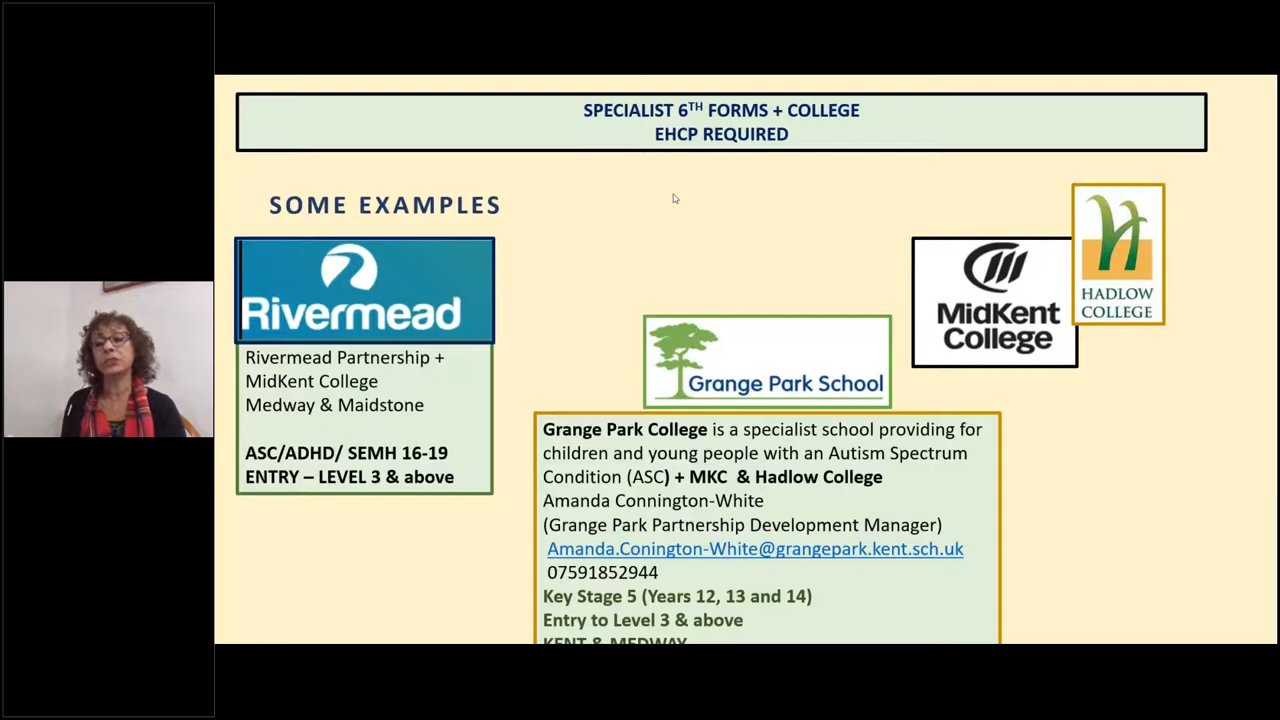 SPECIALIST 6TH FORMS + COLLEGE
EHCP REQUIRED
SOME EXAMPLES
Rivermead
Rivermead Partnership +
MidKent College
Medway & Maidstone
ASC/ADHD/ SEMH 16-19
ENTRY – LEVEL 3 & above
Grange Park School
Grange Park College is a specialist school providing for
children and young people with an Autism Spectrum
Condition (ASC) + MKC & Hadlow College
Amanda Connington-White
(Grange Park Partnership Development Manager)
Amanda.Conington-White@grangepark.kent.sch.uk
07591852944
Key Stage 5 (Years 12, 13 and 14)
Entry to Level 3 & above
KENT & MEDWAY
MidKent
College
HADLOW
COLLEGE